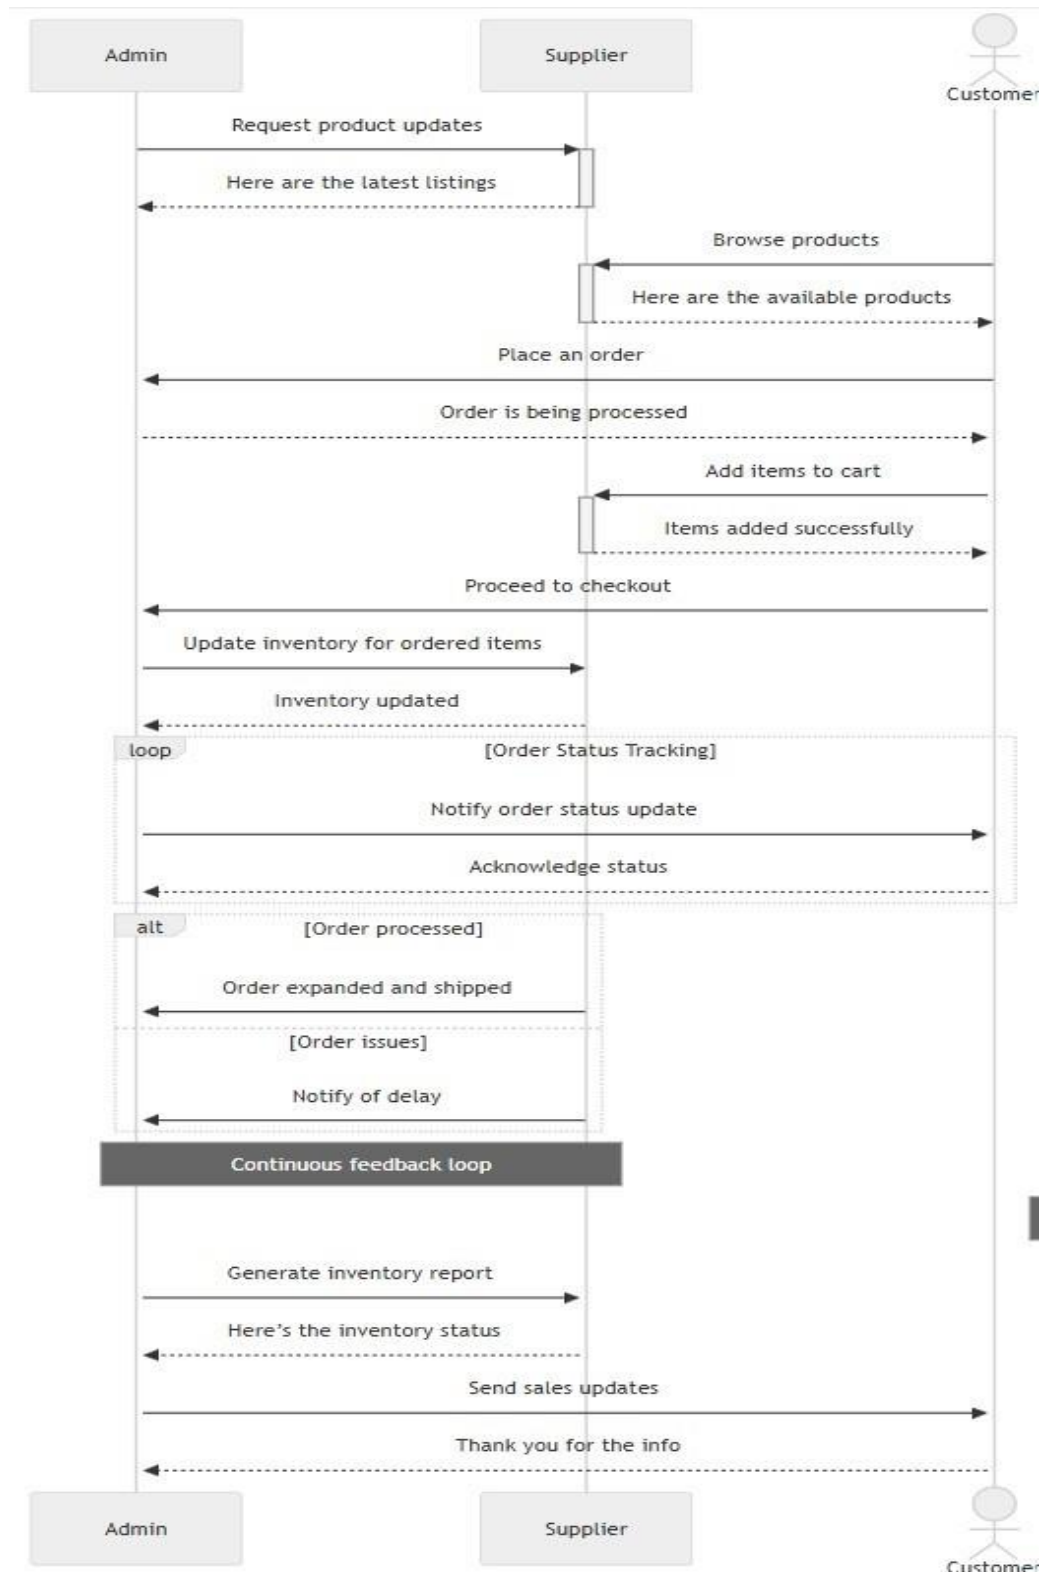 Admin
Supplier
Customer
Request product updates
Here are the latest listings
Browse products
Here are the available products
Place an order
Order is being processed
Add items to cart
Items added successfully
Proceed to checkout
Update inventory for ordered items
Inventory updated
loop
[Order Status Tracking]
Notify order status update
Acknowledge status
alt
[Order processed]
Order expanded and shipped
[Order issues]
Notify of delay
Continuous feedback loop
Generate inventory report
Here's the inventory status
Send sales updates
Thank you for the info
Admin
Supplier
Customer